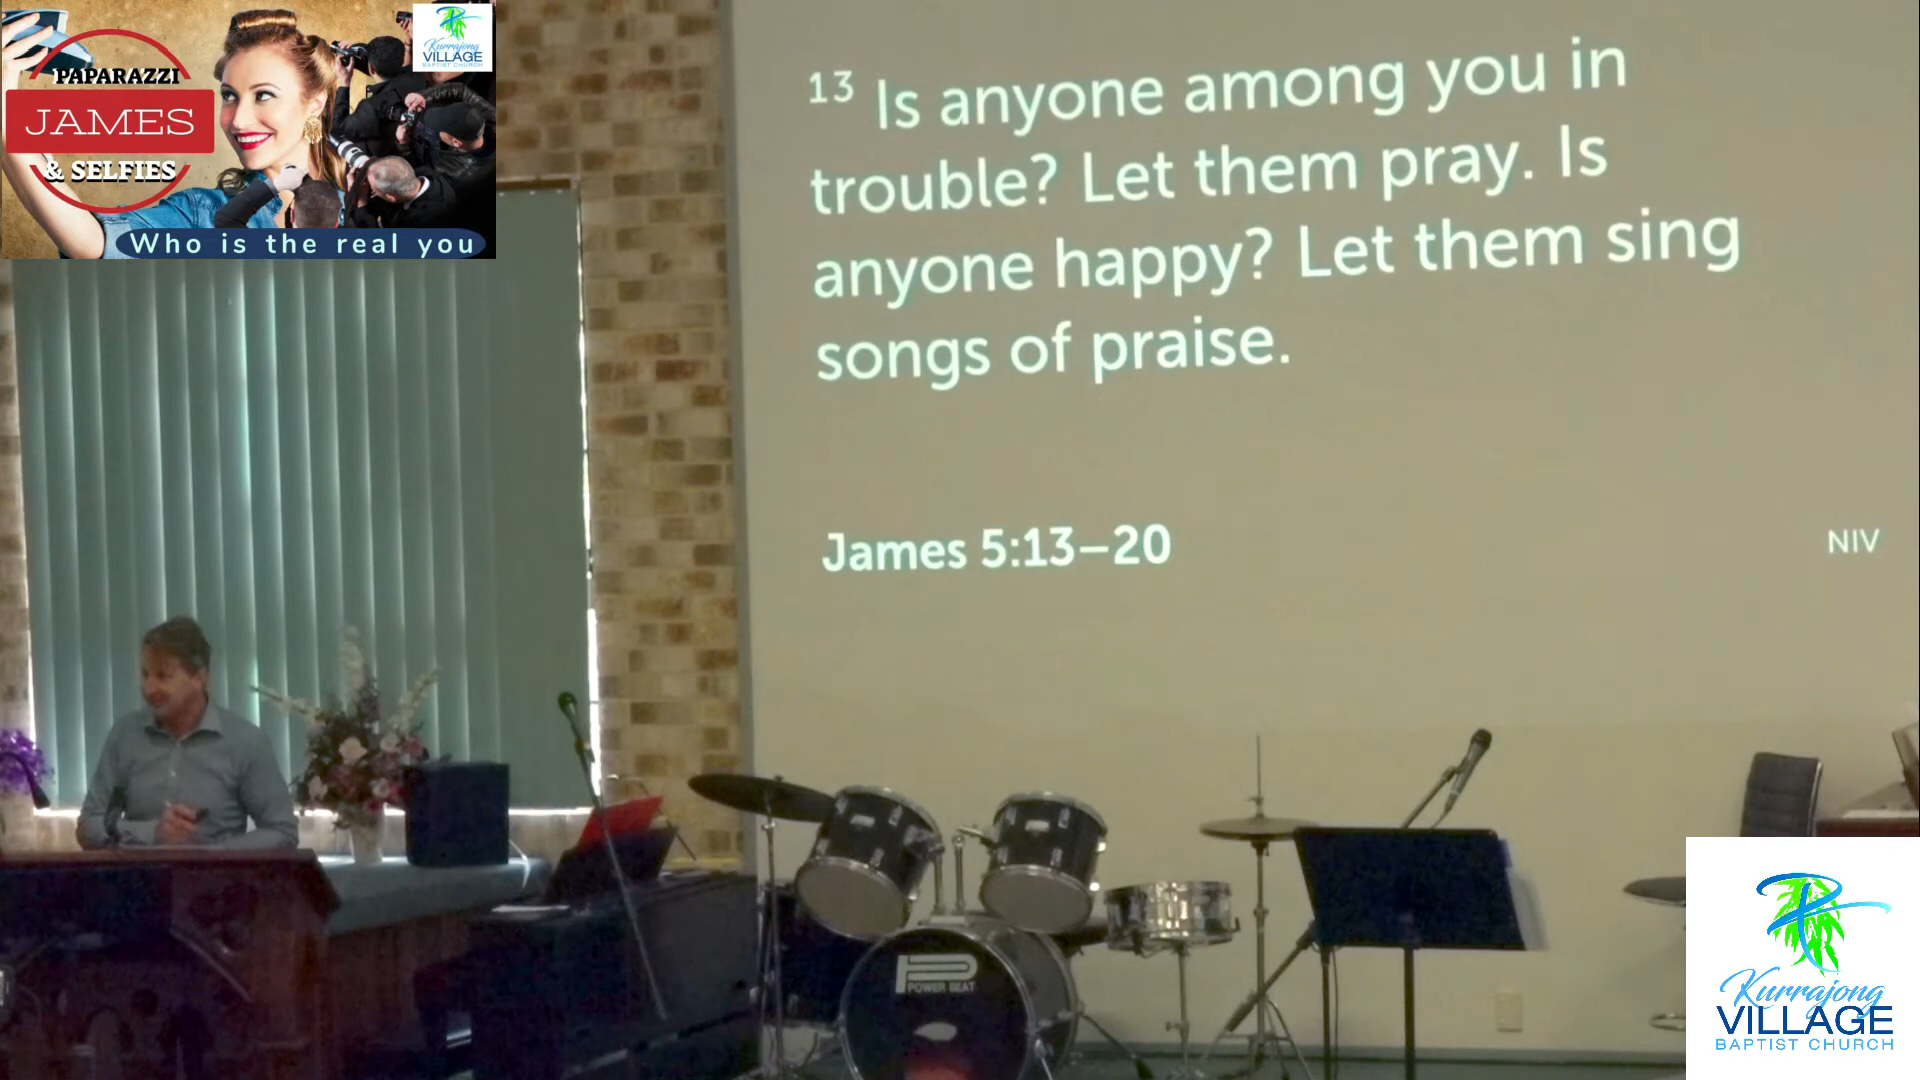 PAPARAZZI
JAMES
& SELFIES
Who is the real you
Kurrajong
VILLAGE
BAPTIST CHURCH
13 Is anyone among you in
trouble? Let them pray. Is
anyone happy? Let them sing
songs of praise.
James 5:13–20
NIV
P
POWER BEAT
Kurrajong
VILLAGE
BAPTIST CHURCH